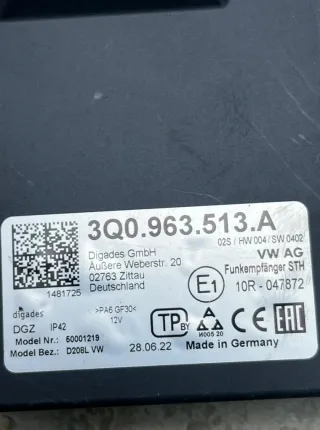 3Q0.963.513.A
02S / HW 004 / SW 0402
Digades GmbH
Äußere Weberstr. 20
02763 Zittau
Deutschland
VW AG
Funkempfänger STH
10R - 047872
1481725
E1
digades
>PA6 GF30<
DGZ IP42 12V
TP BY
И005 20
CE
EAC
Model Nr.: 50001219
Model Bez.: D208L VW
28.06.22
Made in Germany